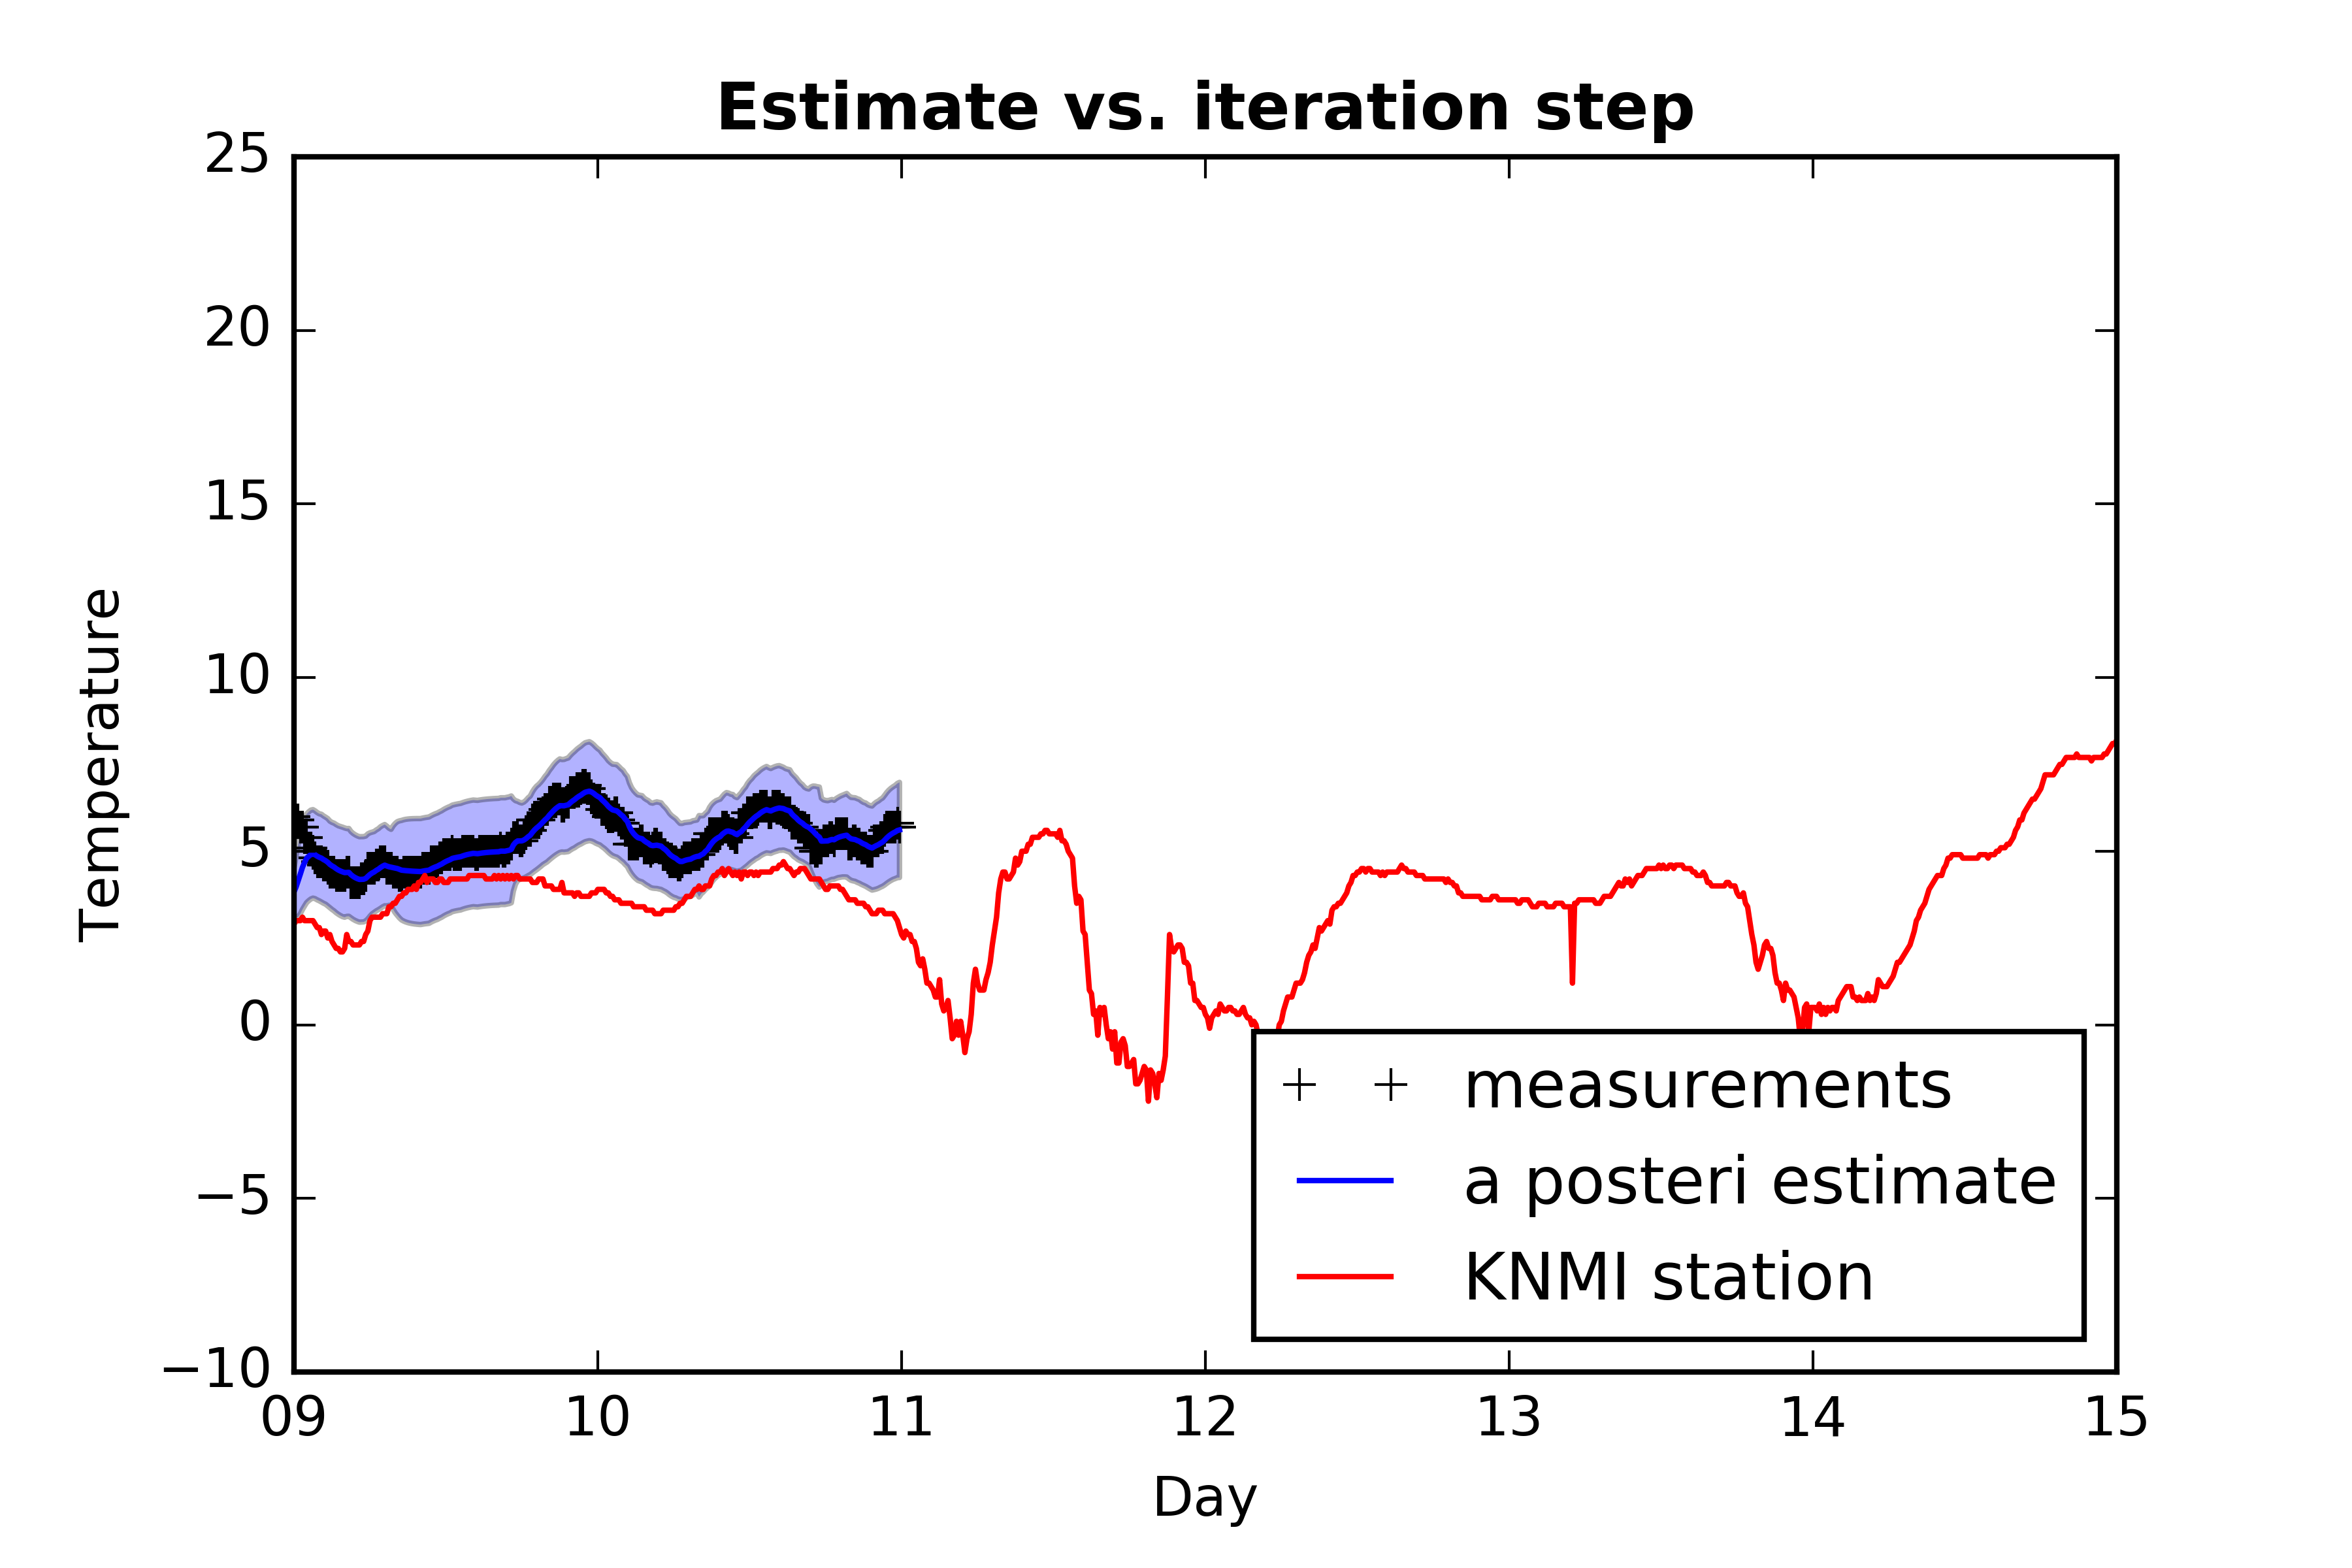 Estimate vs. iteration step
25
20
15
10
5
0
−5
−10
Temperature
measurements
a posteri estimate
KNMI station
09 10 11 12 13 14 15
Day